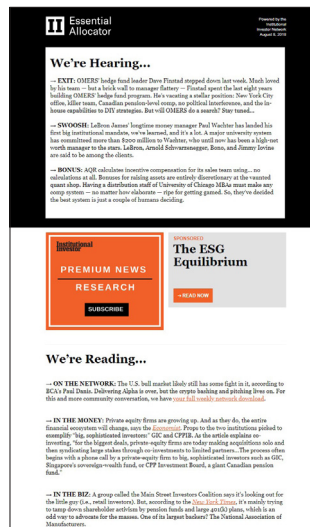 Essential
Allocator
Powered by the
Institutional
Investor Network
August 8, 2018
We're Hearing...
→ EXIT: OMERS' hedge fund leader Dave Finstad stepped down last week. Much loved
by his team — but a brick wall to manager flattery — Finstad spent the last eight years
building OMERS' hedge fund program. He's vacating a stellar position: New York City
office, killer team, Canadian pension-level comp, no political interference, and the in-
house capabilities to DIY strategies. But will OMERS do a search? Stay tuned...
→ SWOOSH: LeBron James' longtime money manager Paul Wachter has landed his
first big institutional mandate, we've learned, and it's a lot. A major university system
has committed more than $200 million to Wachter, who until now has been a high-net
worth manager to the stars. LeBron, Arnold Schwarzenegger, Bono, and Jimmy Iovine
are said to be among the clients.
→ BONUS: AQR calculates incentive compensation for its sales team using... no
calculations at all. Bonuses for raising assets are entirely discretionary at the vaunted
quant shop. Having a distribution staff of University of Chicago MBAs must make any
comp system — no matter how elaborate — ripe for getting gamed. So, they've decided
the best system is just a couple of humans deciding.
Institutional
Investor
PREMIUM NEWS
RESEARCH
SUBSCRIBE
SPONSORED
The ESG
Equilibrium
READ NOW
We're Reading...
→ ON THE NETWORK: The U.S. bull market likely still has some fight in it, according to
BCA's Paul Danis. Delivering Alpha is over, but the crypto bashing and pitching lives on. For
this and more community conversation, we have your full weekly network download.
→ IN THE MONEY: Private equity firms are growing up. And as they do, the entire
financial ecosystem will change, says the Economist. Props to the two institutions picked to
exemplify "big, sophisticated investors:" GIC and CPPIB. As the article explains co-
investing, "for the biggest deals, private-equity firms are today making acquisitions solo and
then syndicating large stakes through co-investments to limited partners...The process often
begins with a phone call by a private-equity firm to big, sophisticated investors such as GIC,
Singapore's sovereign-wealth fund, or CPP Investment Board, a giant Canadian pension
fund."
→ IN THE BIZ: A group called the Main Street Investors Coalition says it's looking out for
the little guy (i.e., retail investors). But, according to the New York Times, it's mainly trying
to tamp down shareholder activism by pension funds and large 401(k) plans, which is an
odd way to advocate for the masses. One of its largest backers? The National Association of
Manufacturers.